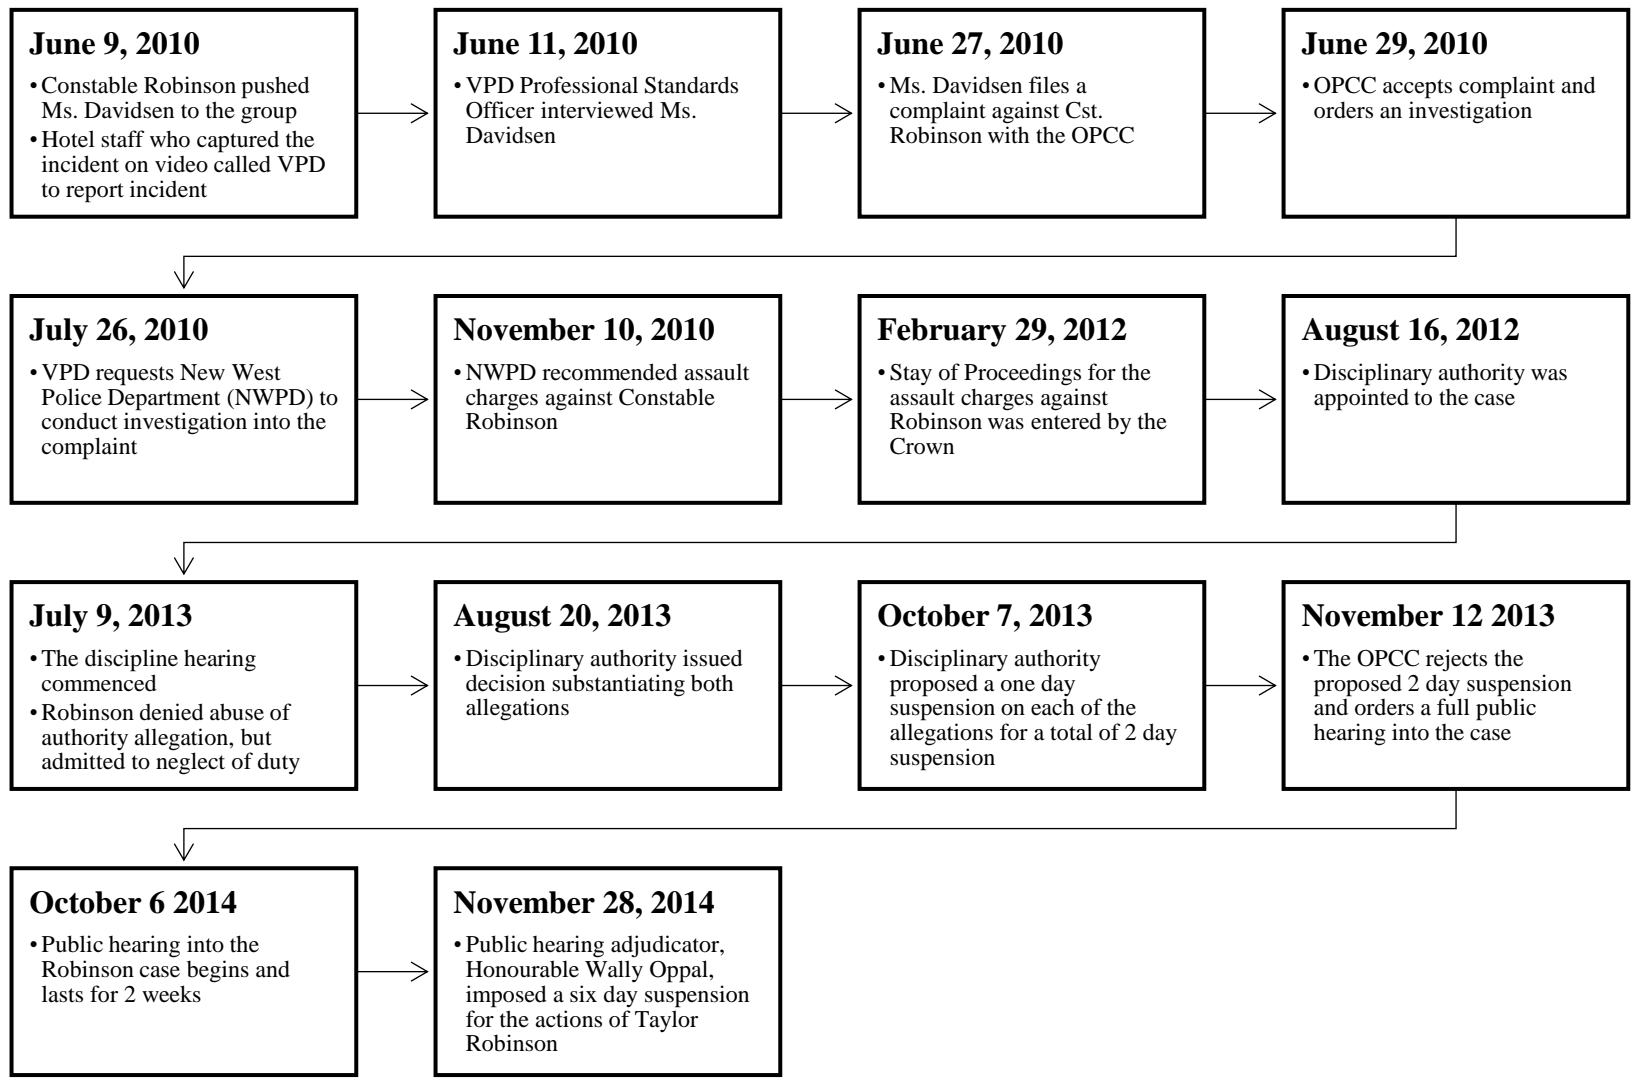 June 9, 2010
• Constable Robinson pushed
Ms. Davidsen to the group
• Hotel staff who captured the
incident on video called VPD
to report incident
June 11, 2010
• VPD Professional Standards
Officer interviewed Ms.
Davidsen
June 27, 2010
• Ms. Davidsen files a
complaint against Cst.
Robinson with the OPCC
June 29, 2010
• OPCC accepts complaint and
orders an investigation
July 26, 2010
• VPD requests New West
Police Department (NWPD) to
conduct investigation into the
complaint
November 10, 2010
• NWPD recommended assault
charges against Constable
Robinson
February 29, 2012
• Stay of Proceedings for the
assault charges against
Robinson was entered by the
Crown
August 16, 2012
• Disciplinary authority was
appointed to the case
July 9, 2013
• The discipline hearing
commenced
• Robinson denied abuse of
authority allegation, but
admitted to neglect of duty
August 20, 2013
• Disciplinary authority issued
decision substantiating both
allegations
October 7, 2013
• Disciplinary authority
proposed a one day
suspension on each of the
allegations for a total of 2 day
suspension
November 12 2013
• The OPCC rejects the
proposed 2 day suspension
and orders a full public
hearing into the case
October 6 2014
• Public hearing into the
Robinson case begins and
lasts for 2 weeks
November 28, 2014
• Public hearing adjudicator,
Honourable Wally Oppal,
imposed a six day suspension
for the actions of Taylor
Robinson